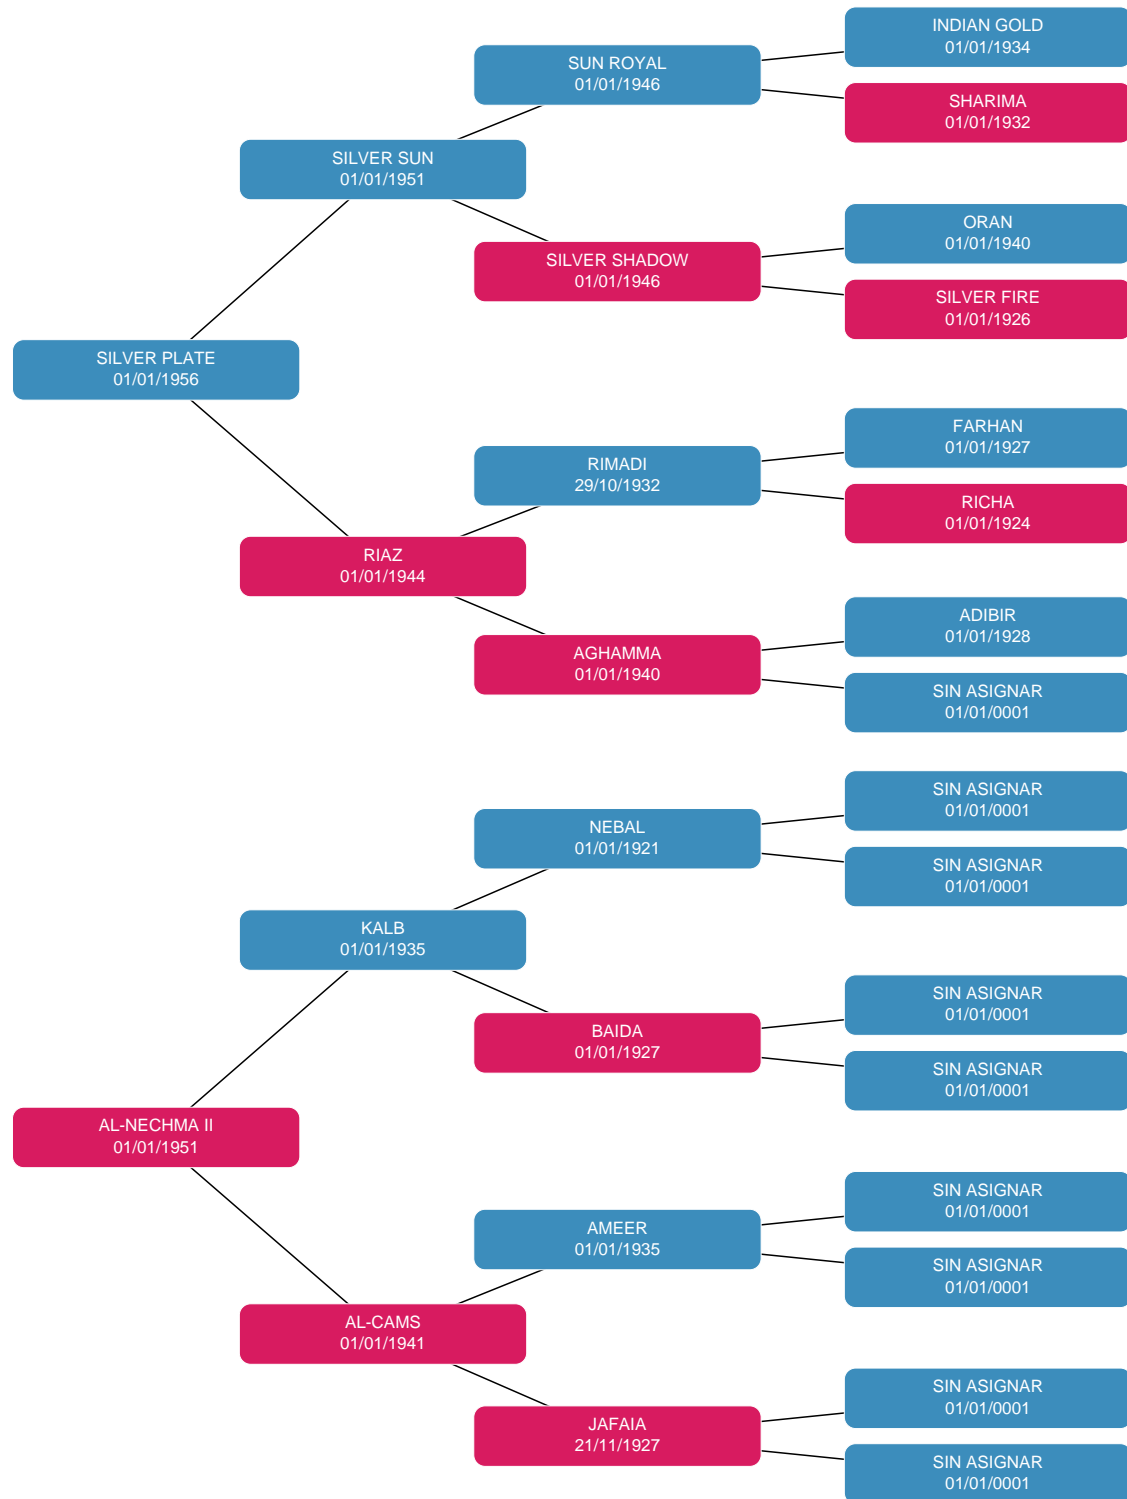 INDIAN GOLD
01/01/1934
SUN ROYAL
01/01/1946
SHARIMA
01/01/1932
SILVER SUN
01/01/1951
ORAN
01/01/1940
SILVER SHADOW
01/01/1946
SILVER FIRE
01/01/1926
SILVER PLATE
01/01/1956
FARHAN
01/01/1927
RIMADI
29/10/1932
RICHA
01/01/1924
RIAZ
01/01/1944
ADIBIR
01/01/1928
AGHAMMA
01/01/1940
SIN ASIGNAR
01/01/0001
SIN ASIGNAR
01/01/0001
NEBAL
01/01/1921
SIN ASIGNAR
01/01/0001
KALB
01/01/1935
SIN ASIGNAR
01/01/0001
BAIDA
01/01/1927
SIN ASIGNAR
01/01/0001
AL-NECHMA II
01/01/1951
SIN ASIGNAR
01/01/0001
AMEER
01/01/1935
SIN ASIGNAR
01/01/0001
AL-CAMS
01/01/1941
SIN ASIGNAR
01/01/0001
JAFAIA
21/11/1927
SIN ASIGNAR
01/01/0001